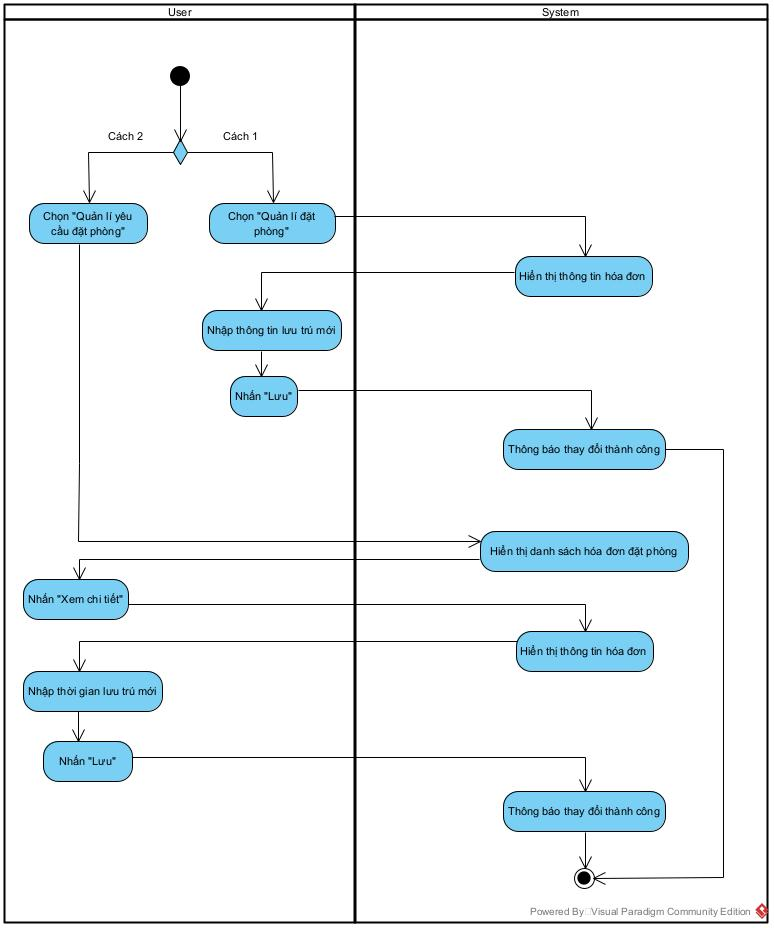 User
System
Cách 2
Cách 1
Chọn "Quản lí yêu
cầu đặt phòng"
Chọn "Quản lí đặt
phòng"
Hiển thị thông tin hóa đơn
Nhập thông tin lưu trú mới
Nhấn "Lưu"
Thông báo thay đổi thành công
Hiển thị danh sách hóa đơn đặt phòng
Nhấn "Xem chi tiết"
Hiển thị thông tin hóa đơn
Nhập thời gian lưu trú mới
Nhấn "Lưu"
Thông báo thay đổi thành công
Powered By Visual Paradigm Community Edition